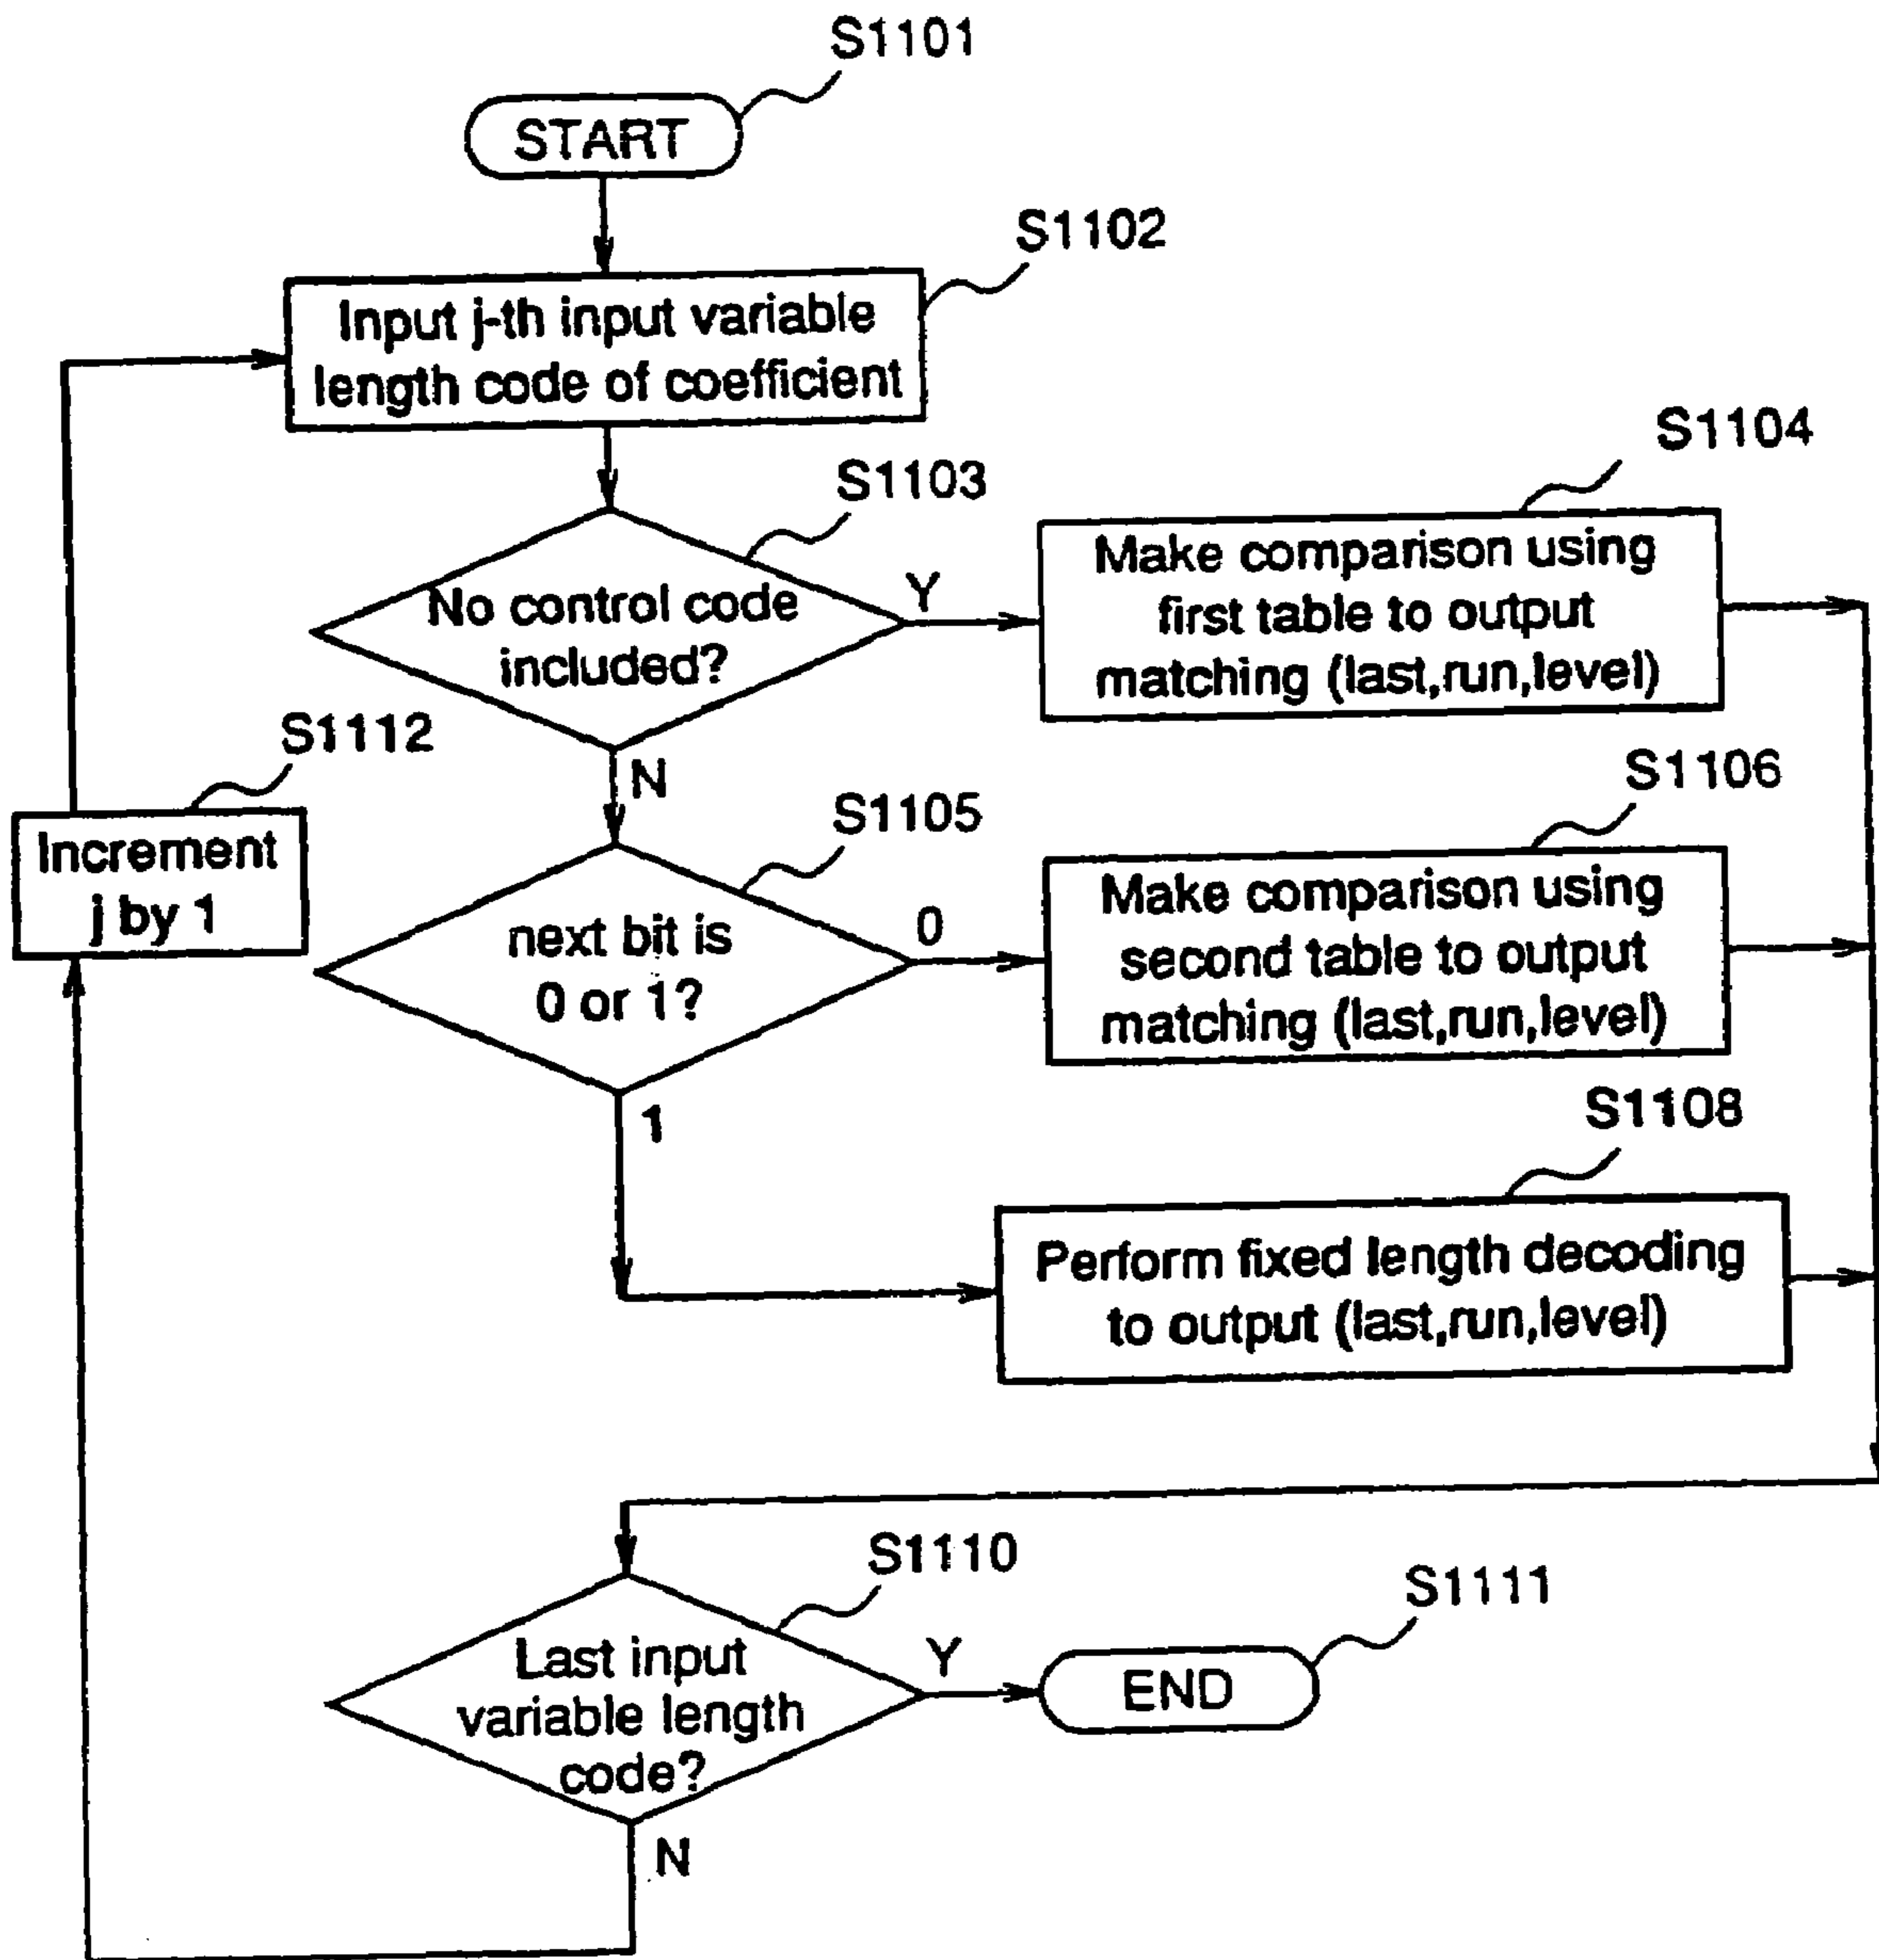 S1101
START
S1102
Input j-th input variable
length code of coefficient
S1103
No control code
included?
Y
N
S1104
Make comparison using
first table to output
matching (last,run,level)
S1112
Increment
j by 1
S1105
next bit is
0 or 1?
0
1
S1106
Make comparison using
second table to output
matching (last,run,level)
S1108
Perform fixed length decoding
to output (last,run,level)
S1110
Last input
variable length
code?
Y
N
S1111
END